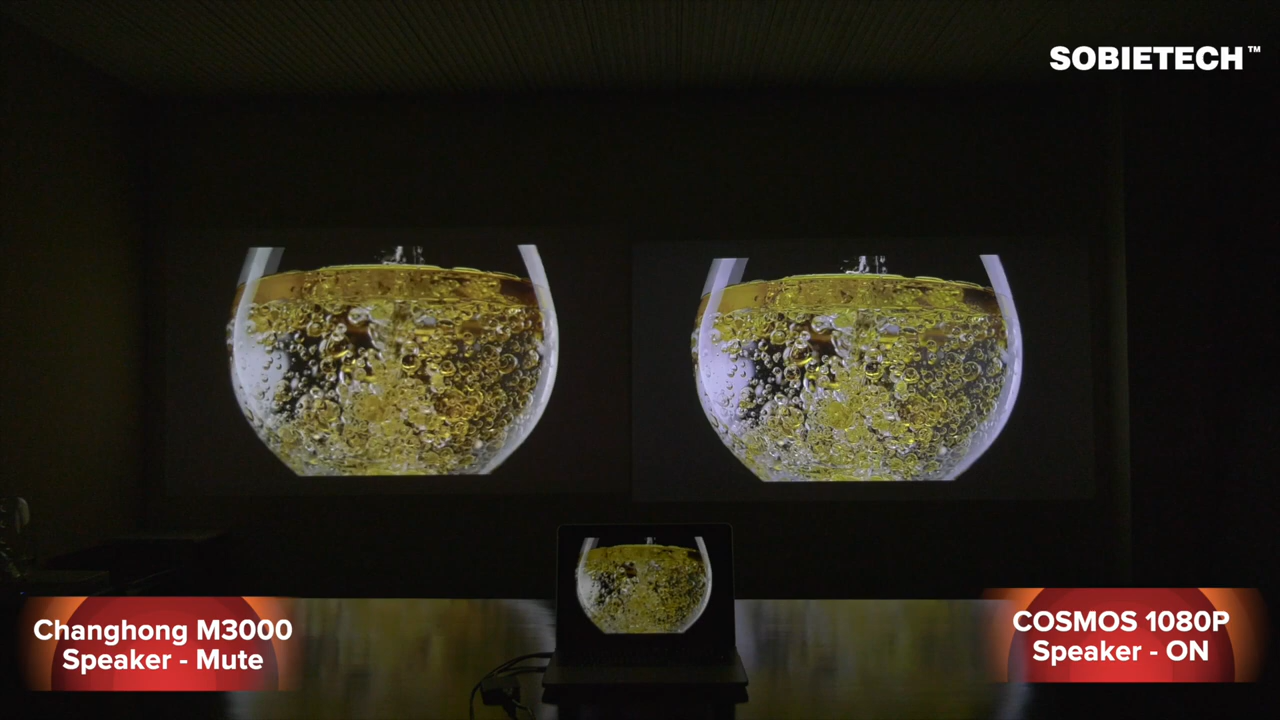 SOBIETECH™
Changhong M3000
Speaker - Mute
COSMOS 1080P
Speaker - ON